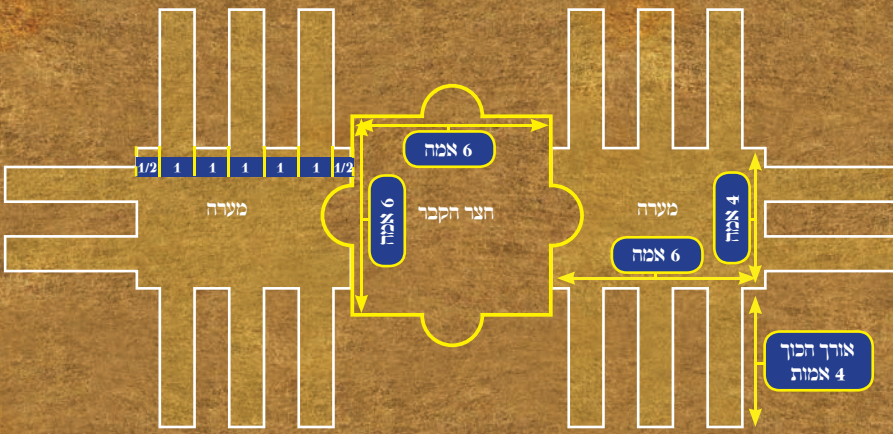 6 אמה
1/2 1 1 1 1 1 1/2
6 אמה
מערה
חצר הקבר
מערה
4 אמה
6 אמה
אורך הכוך
4 אמות